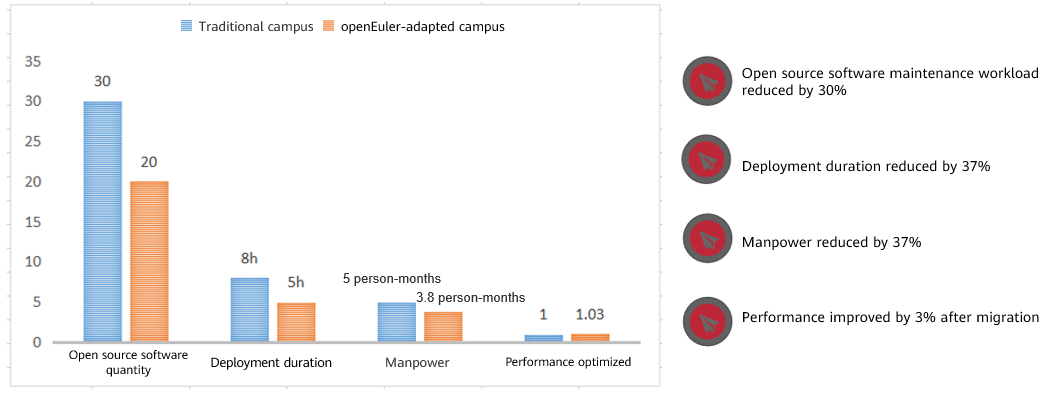 Traditional campus openEuler-adapted campus
35
30
25
20
15
10
5
0
30
20
8h
5h
5 person-months
3.8 person-months
1
1.03
Open source software
quantity
Deployment duration
Manpower
Performance optimized
Open source software maintenance workload
reduced by 30%
Deployment duration reduced by 37%
Manpower reduced by 37%
Performance improved by 3% after migration